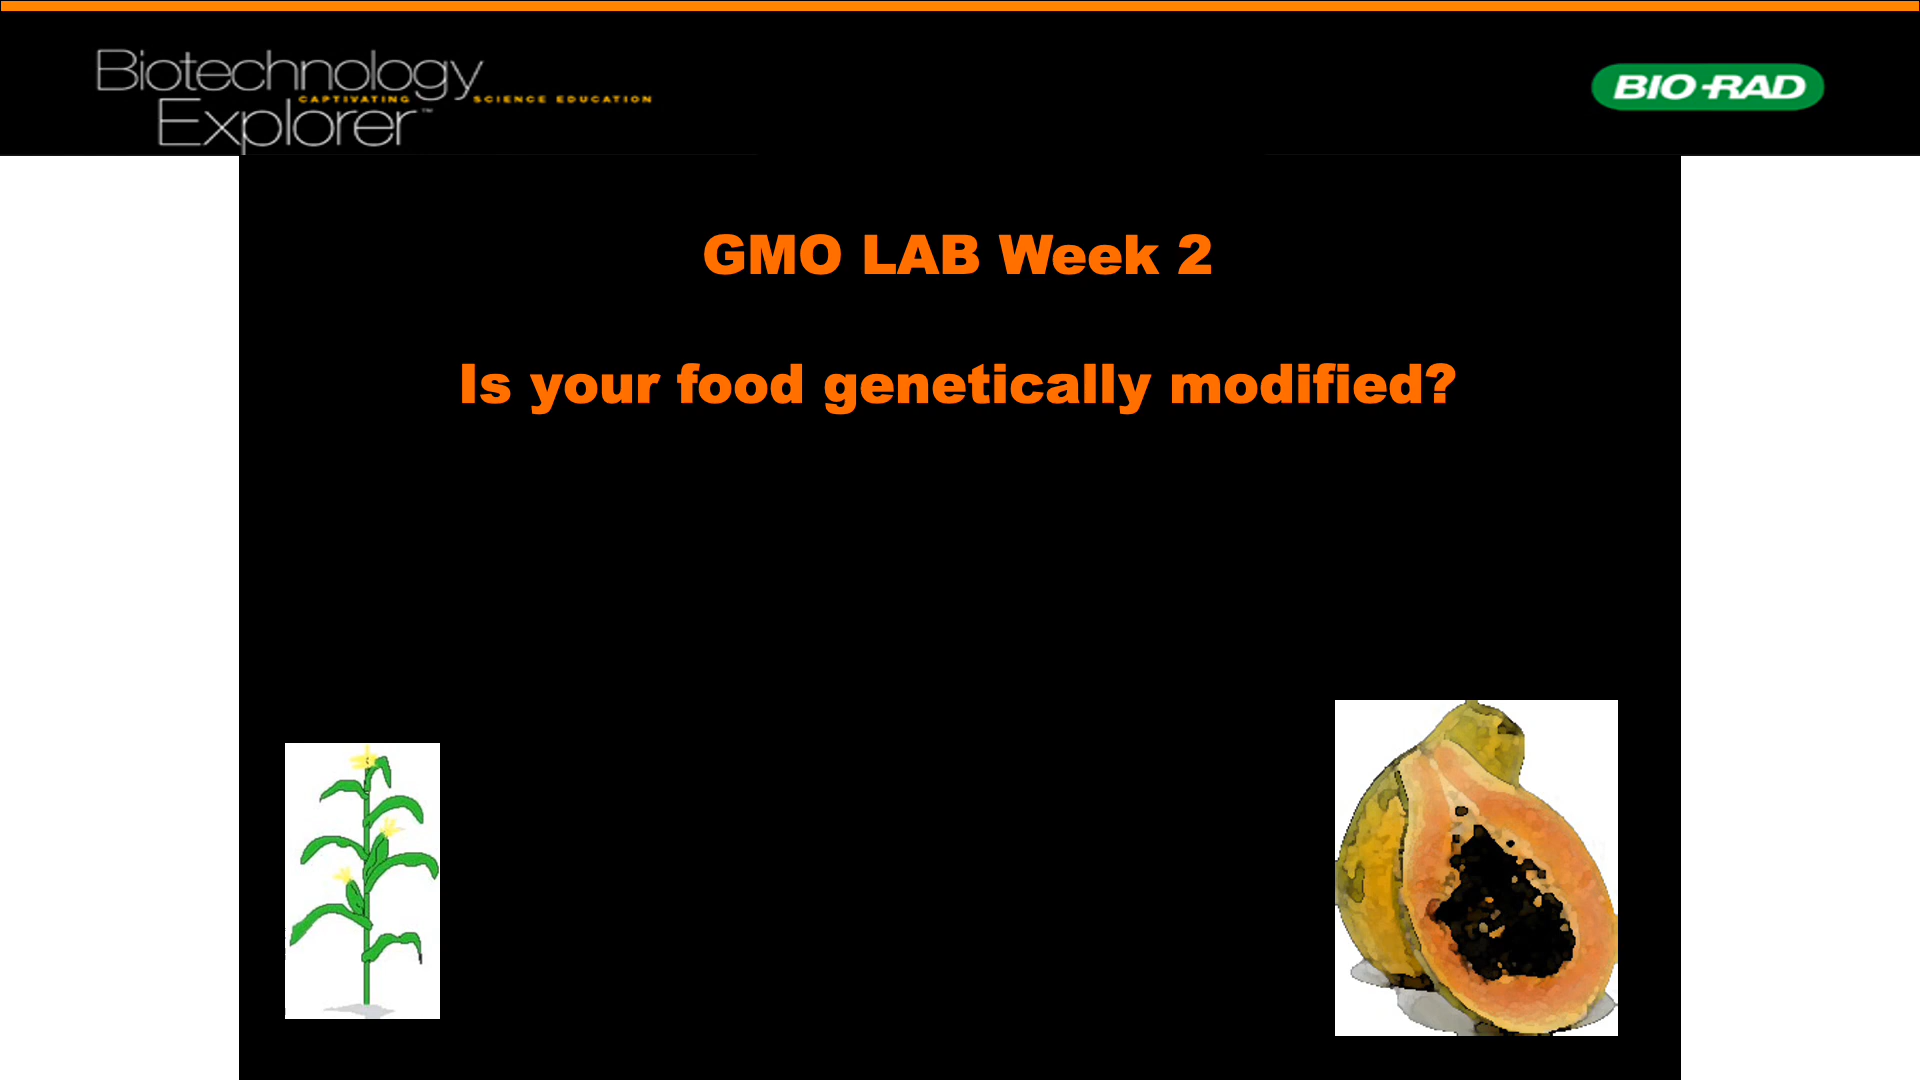 Biotechnology
CAPTIVATING SCIENCE EDUCATION
Explorer™
BIO-RAD
GMO LAB Week 2
Is your food genetically modified?